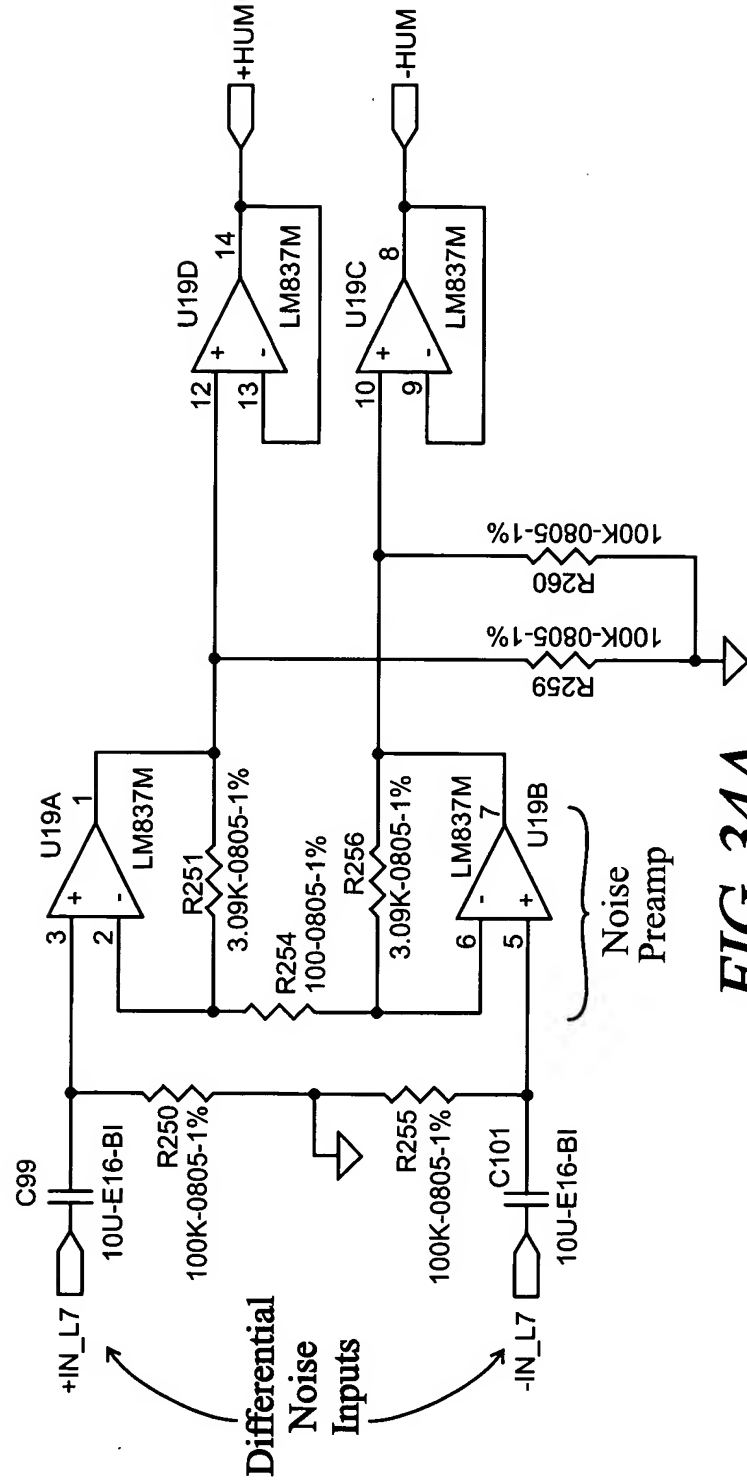 +IN_L7
C99
10U-E16-BI
R250
100K-0805-1%
R255
100K-0805-1%
C101
10U-E16-BI
-IN_L7
Differential
Noise
Inputs
3
2
+
-
1
U19A
LM837M
R251
3.09K-0805-1%
R254
100-0805-1%
R256
3.09K-0805-1%
6
5
-
+
7
LM837M
U19B
Noise
Preamp
R259
100K-0805-1%
R260
100K-0805-1%
12
13
+
-
14
U19D
LM837M
+HUM
10
9
+
-
8
U19C
LM837M
-HUM
FIG. 34A